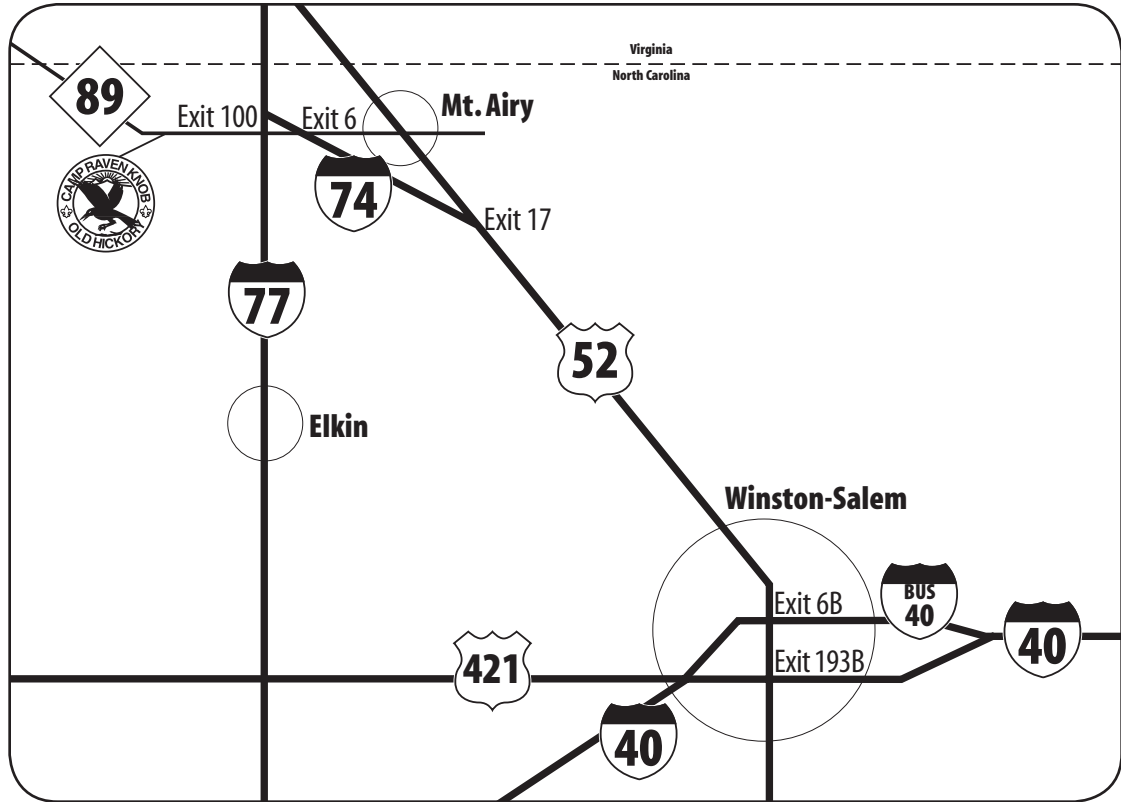 Virginia
North Carolina
89
Exit 100
Exit 6
Mt. Airy
CAMP RAVEN KNOB
OLD HICKORY
74
Exit 17
77
52
Elkin
Winston-Salem
Exit 6B
BUS
40
40
421
Exit 193B
40